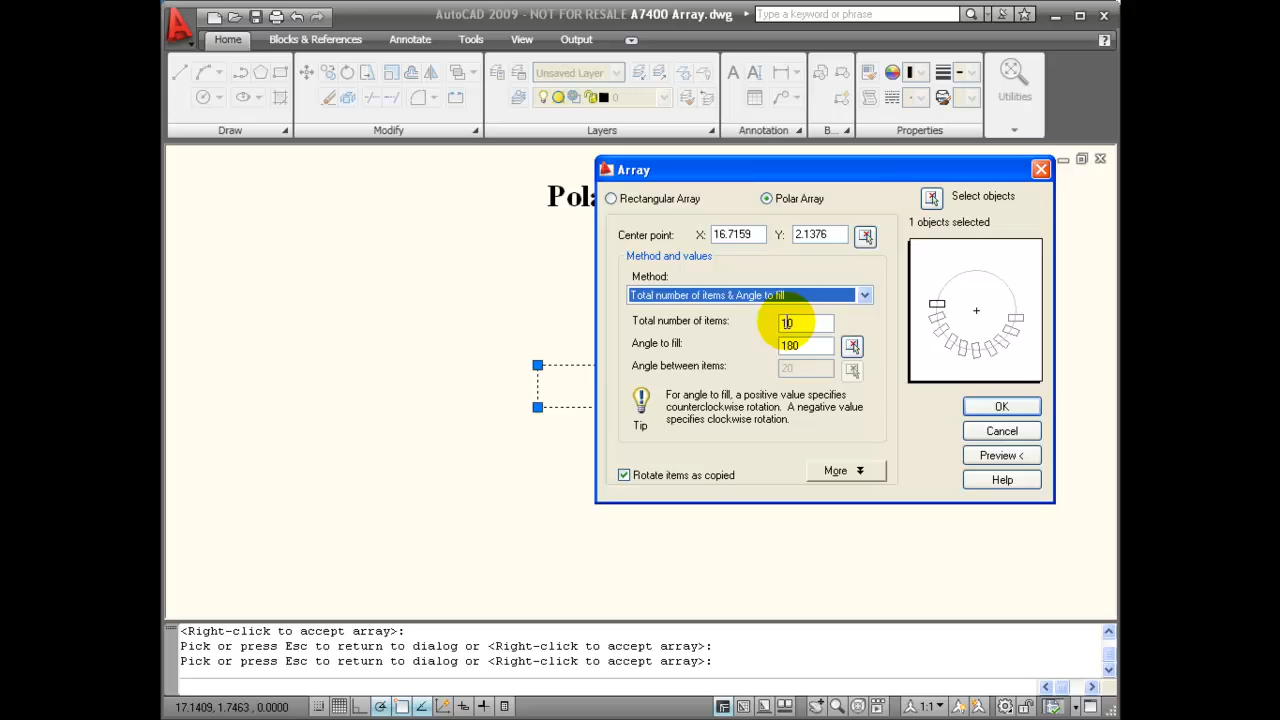 AutoCAD 2009 - NOT FOR RESALE A7400 Array.dwg
Type a keyword or phrase
Home Blocks & References Annotate Tools View Output
Unsaved Layer
0
Utilities
Draw Modify Layers Annotation B... Properties
Array
Rectangular Array Polar Array Select objects
1 objects selected
Center point: X: 16.7159 Y: 2.1376
Method and values
Method:
Total number of items & Angle to fill
Total number of items: 10
Angle to fill: 180
Angle between items: 20
For angle to fill, a positive value specifies
counterclockwise rotation. A negative value
specifies clockwise rotation.
Tip
Rotate items as copied More
OK
Cancel
Preview <
Help
<Right-click to accept array>:
Pick or press Esc to return to dialog or <Right-click to accept array>:
Pick or press Esc to return to dialog or <Right-click to accept array>:
17.1409, 1.7463, 0.0000 1:1